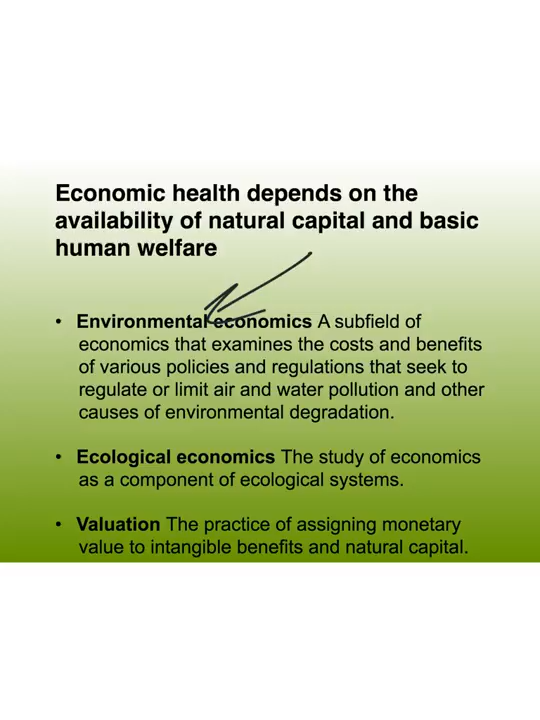 Economic health depends on the
availability of natural capital and basic
human welfare
• Environmental economics A subfield of
economics that examines the costs and benefits
of various policies and regulations that seek to
regulate or limit air and water pollution and other
causes of environmental degradation.
• Ecological economics The study of economics
as a component of ecological systems.
• Valuation The practice of assigning monetary
value to intangible benefits and natural capital.